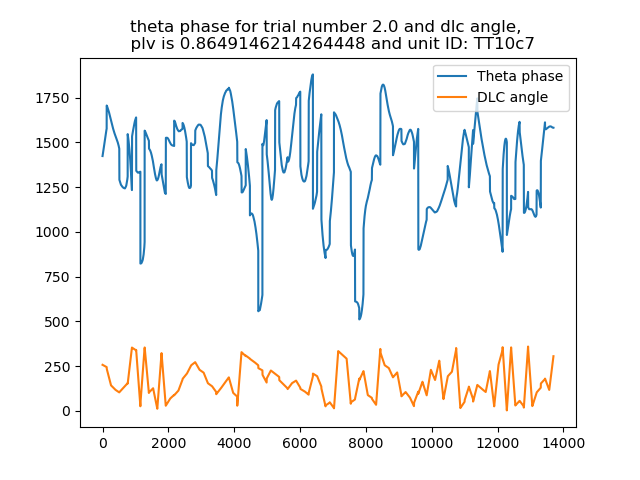 theta phase for trial number 2.0 and dlc angle,
plv is 0.8649146214264448 and unit ID: TT10c7
Theta phase
DLC angle
1750
1500
1250
1000
750
500
250
0
0 2000 4000 6000 8000 10000 12000 14000